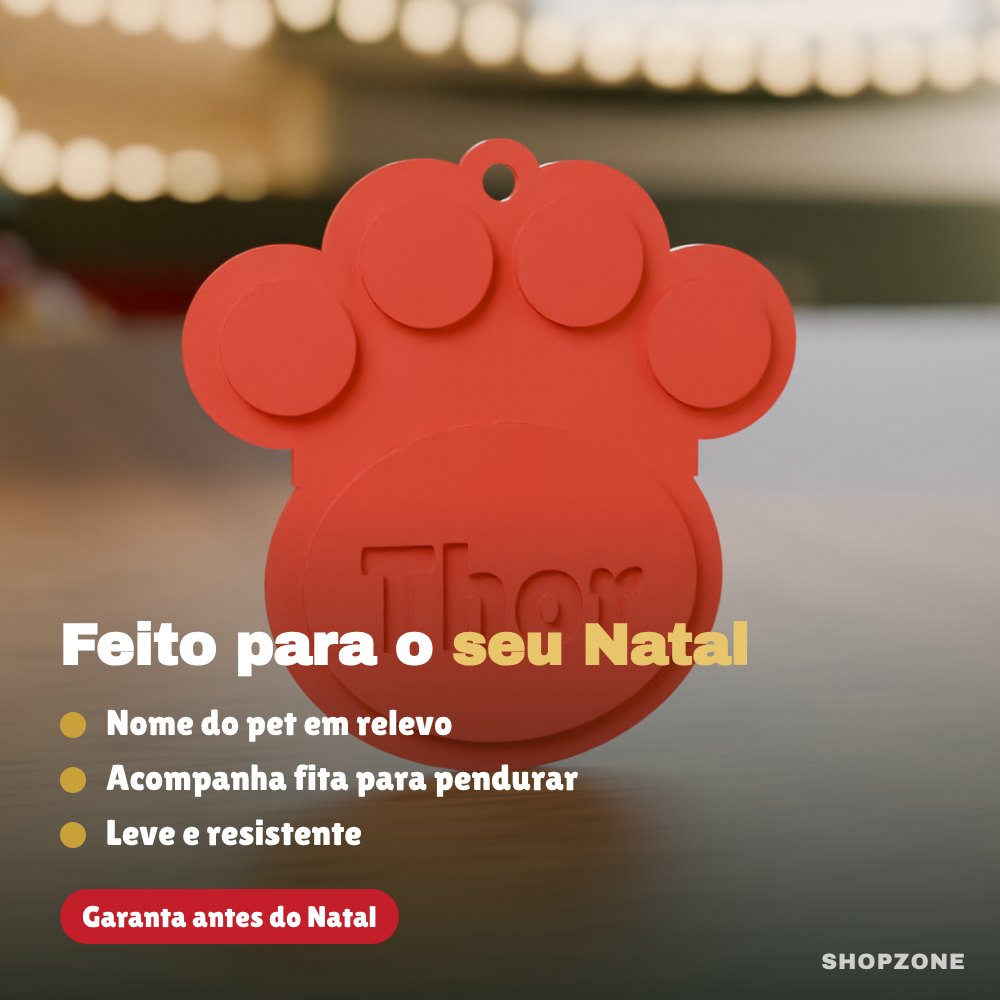 Thor
Feito para o seu Natal
Nome do pet em relevo
Acompanha fita para pendurar
Leve e resistente
Garanta antes do Natal
SHOPZONE